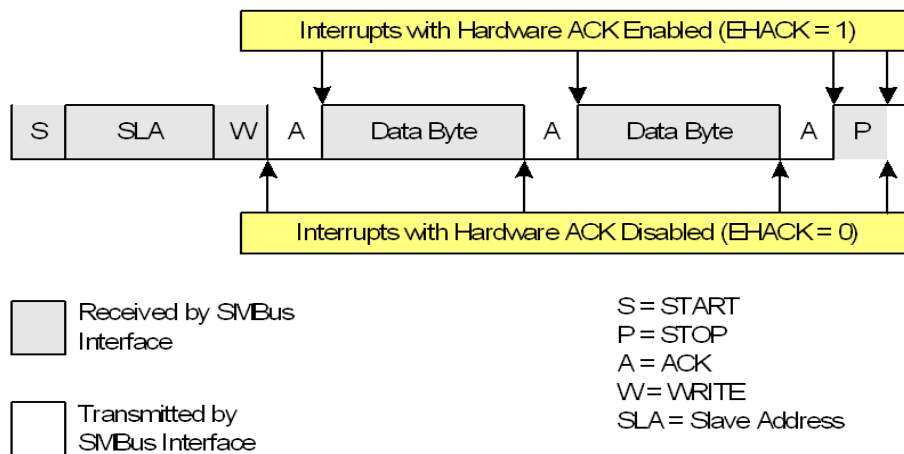 Interrupts with Hardware ACK Enabled (EHACK = 1)
S SLA W A Data Byte A Data Byte A P
Interrupts with Hardware ACK Disabled (EHACK = 0)
Received by SMBus
Interface
Transmitted by
SMBus Interface
S = START
P = STOP
A = ACK
W = WRITE
SLA = Slave Address